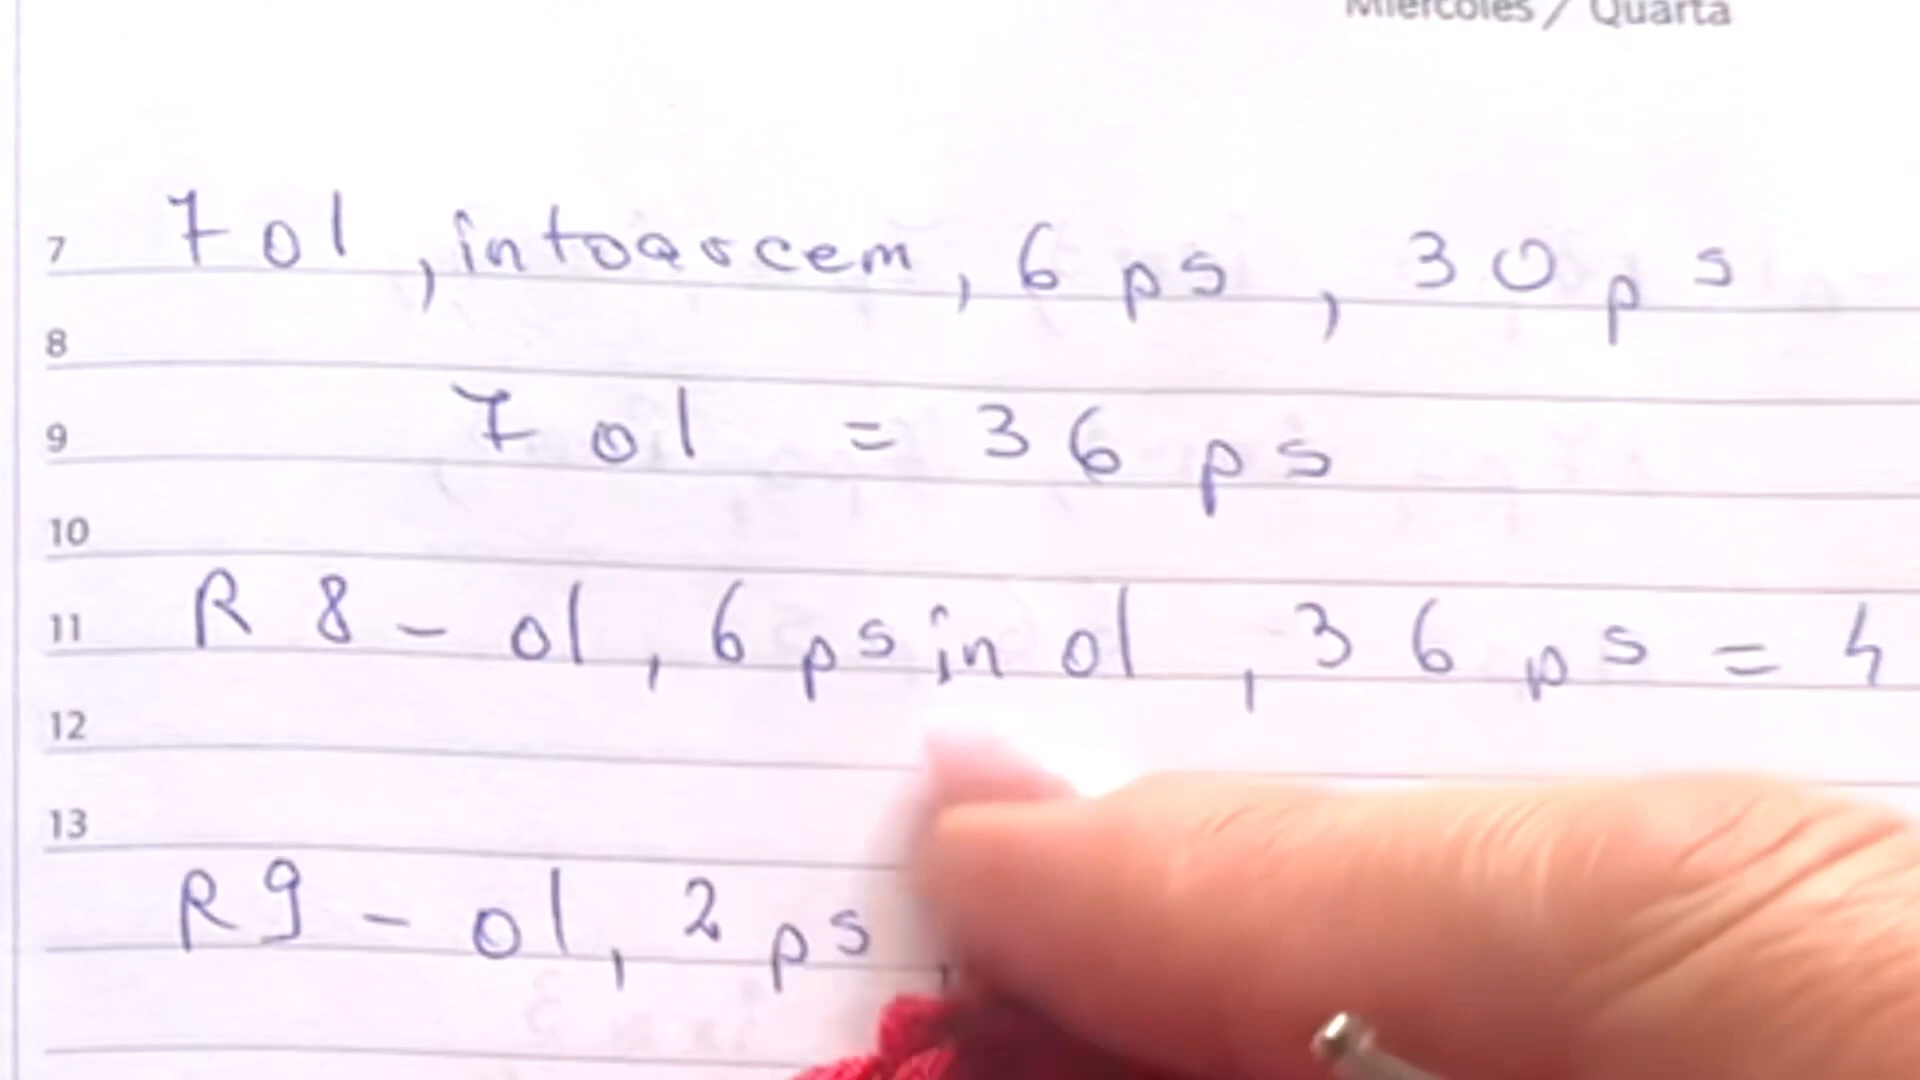 Miércoles / Quarta
7 7 ol, intoarcem, 6 ps, 30 ps
8
9 7 ol = 36 ps
10
11 R 8 - ol, 6 ps in ol, 36 ps = 4
12
13
R 9 - ol, 2 ps,